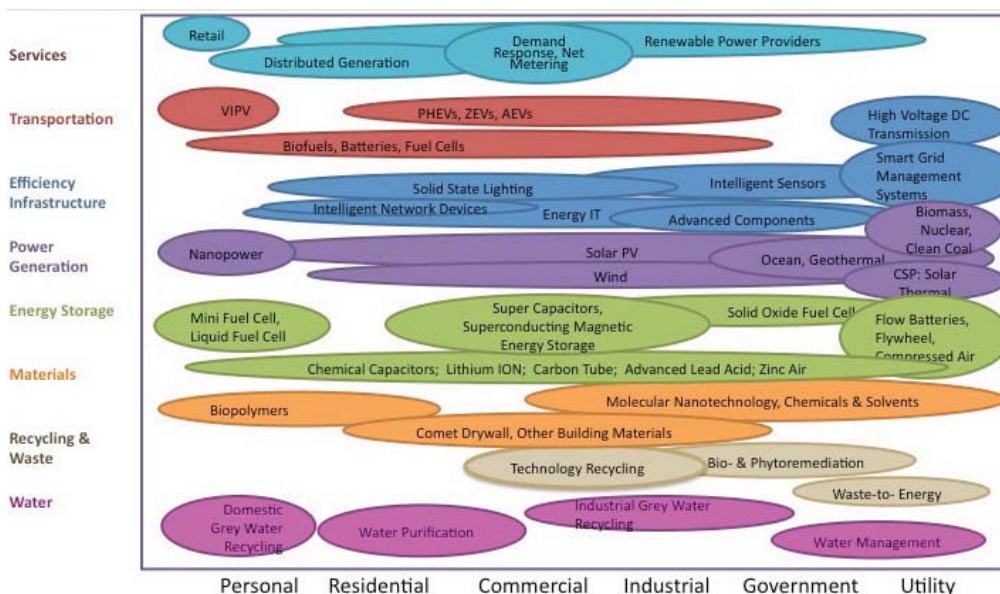 Services
Retail
Distributed Generation
Demand
Response, Net
Metering
Renewable Power Providers
Transportation
VIPV
PHEVs, ZEVs, AEVs
Biofuels, Batteries, Fuel Cells
High Voltage DC
Transmission
Efficiency
Infrastructure
Solid State Lighting
Intelligent Sensors
Smart Grid
Management
Systems
Intelligent Network Devices
Energy IT
Advanced Components
Power
Generation
Nanopower
Solar PV
Wind
Ocean, Geothermal
Biomass,
Nuclear,
Clean Coal
CSP: Solar
Thermal
Energy Storage
Mini Fuel Cell,
Liquid Fuel Cell
Super Capacitors,
Superconducting Magnetic
Energy Storage
Solid Oxide Fuel Cell
Flow Batteries,
Flywheel,
Compressed Air
Chemical Capacitors; Lithium ION; Carbon Tube; Advanced Lead Acid; Zinc Air
Materials
Biopolymers
Molecular Nanotechnology, Chemicals & Solvents
Comet Drywall, Other Building Materials
Recycling &
Waste
Technology Recycling
Bio- & Phytoremediation
Waste-to- Energy
Water
Domestic
Grey Water
Recycling
Water Purification
Industrial Grey Water
Recycling
Water Management
Personal Residential Commercial Industrial Government Utility